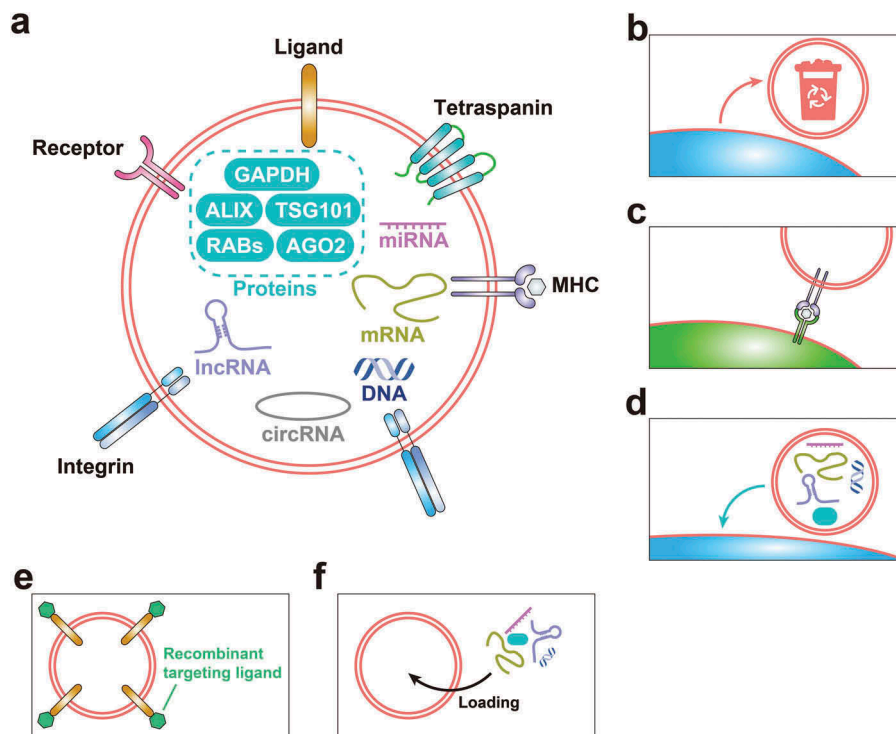 a
Ligand
Tetraspanin
Receptor
GAPDH
ALIX TSG101
RABs AGO2
Proteins
miRNA
MHC
mRNA
lncRNA
DNA
circRNA
Integrin
b
c
d
e
Recombinant
targeting ligand
f
Loading